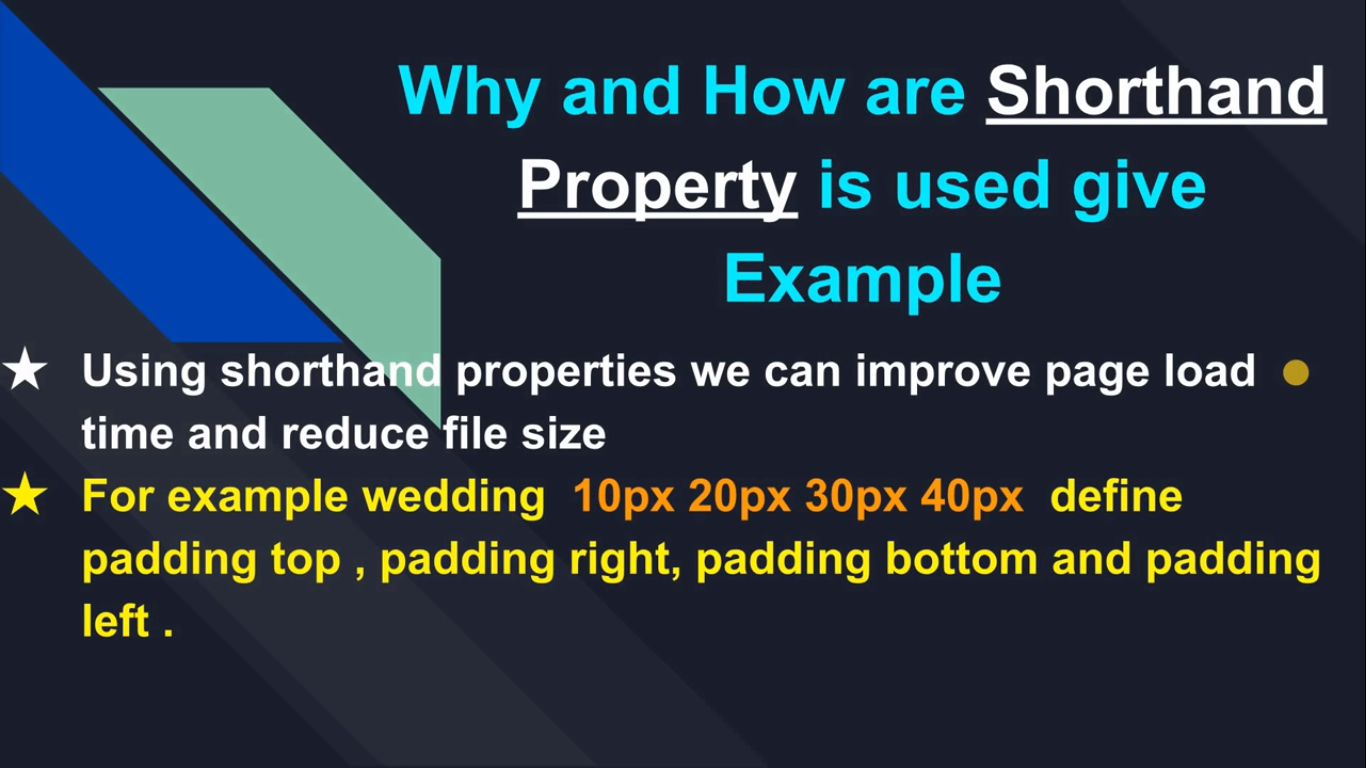 Why and How are Shorthand
Property is used give
Example
★ Using shorthand properties we can improve page load
time and reduce file size
★ For example wedding 10px 20px 30px 40px define
padding top , padding right, padding bottom and padding
left .